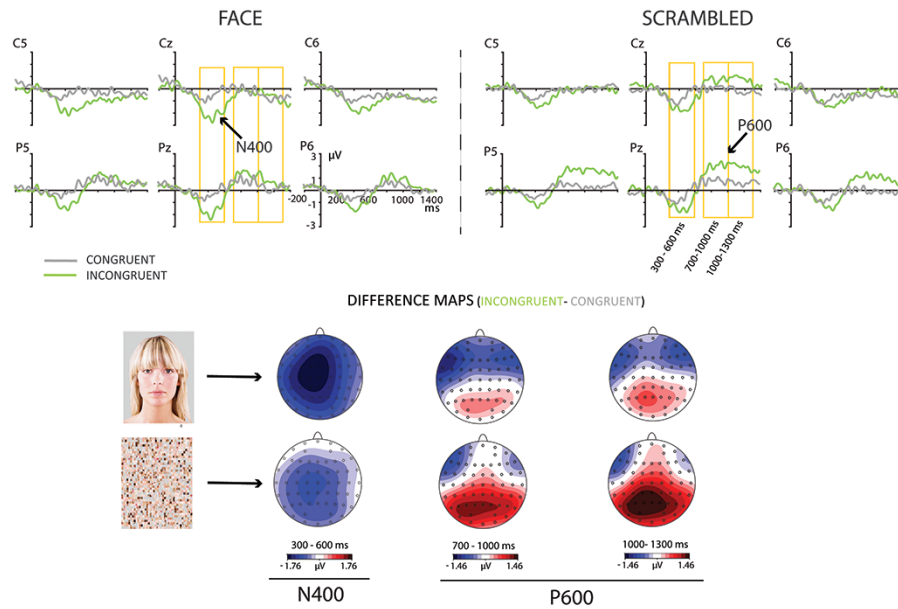 FACE
SCRAMBLED
C5
Cz
C6
C5
Cz
C6
N400
P600
P5
Pz
P6
3
µV
P5
Pz
P6
-200
200
600
1000
1400
-1
ms
-3
300 - 600 ms
700-1000 ms
1000-1300 ms
CONGRUENT
INCONGRUENT
DIFFERENCE MAPS (INCONGRUENT- CONGRUENT)
300 - 600 ms
700 - 1000 ms
1000- 1300 ms
- 1.76
µV
1.76
-1.46
µV
1.46
-1.46
µV
1.46
N400
P600